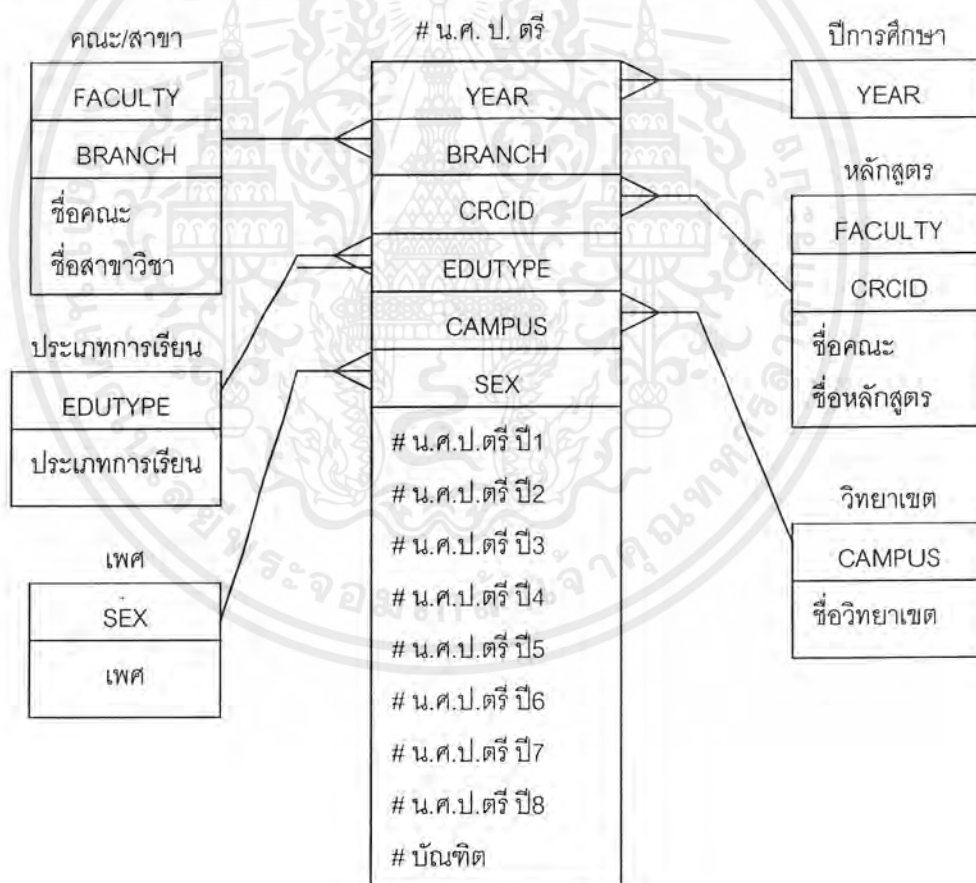 คณะ/สาขา
FACULTY
BRANCH
ชื่อคณะ
ชื่อสาขาวิชา
ประเภทการเรียน
EDUTYPE
ประเภทการเรียน
เพศ
SEX
เพศ
# น.ศ. ป. ตรี
YEAR
BRANCH
CRCID
EDUTYPE
CAMPUS
SEX
# น.ศ.ป.ตรี ปี1
# น.ศ.ป.ตรี ปี2
# น.ศ.ป.ตรี ปี3
# น.ศ.ป.ตรี ปี4
# น.ศ.ป.ตรี ปี5
# น.ศ.ป.ตรี ปี6
# น.ศ.ป.ตรี ปี7
# น.ศ.ป.ตรี ปี8
# บัณฑิต
ปีการศึกษา
YEAR
หลักสูตร
FACULTY
CRCID
ชื่อคณะ
ชื่อหลักสูตร
วิทยาเขต
CAMPUS
ชื่อวิทยาเขต